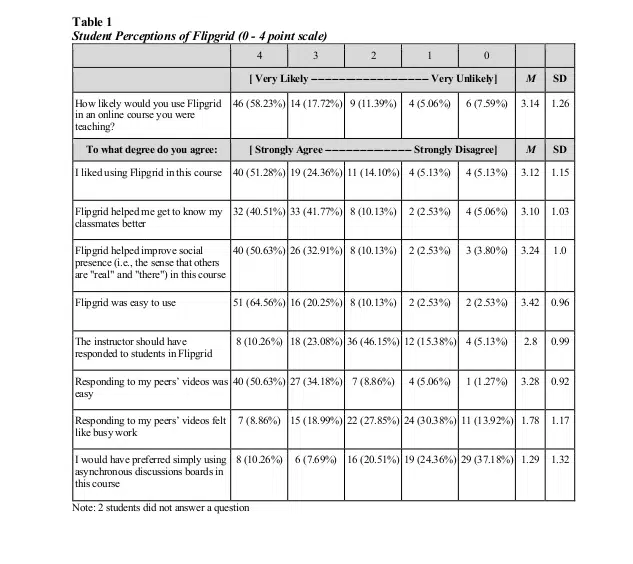 Table 1
Student Perceptions of Flipgrid (0 - 4 point scale)
4 3 2 1 0
[ Very Likely ------------------ Very Unlikely] M SD
How likely would you use Flipgrid 46 (58.23%) 14 (17.72%) 9 (11.39%) 4 (5.06%) 6 (7.59%) 3.14 1.26
in an online course you were
teaching?
To what degree do you agree: [ Strongly Agree ------------- Strongly Disagree] M SD
I liked using Flipgrid in this course 40 (51.28%) 19 (24.36%) 11 (14.10%) 4 (5.13%) 4 (5.13%) 3.12 1.15
Flipgrid helped me get to know my 32 (40.51%) 33 (41.77%) 8 (10.13%) 2 (2.53%) 4 (5.06%) 3.10 1.03
classmates better
Flipgrid helped improve social 40 (50.63%) 26 (32.91%) 8 (10.13%) 2 (2.53%) 3 (3.80%) 3.24 1.0
presence (i.e., the sense that others
are "real" and "there") in this course
Flipgrid was easy to use 51 (64.56%) 16 (20.25%) 8 (10.13%) 2 (2.53%) 2 (2.53%) 3.42 0.96
The instructor should have 8 (10.26%) 18 (23.08%) 36 (46.15%) 12 (15.38%) 4 (5.13%) 2.8 0.99
responded to students in Flipgrid
Responding to my peers' videos was 40 (50.63%) 27 (34.18%) 7 (8.86%) 4 (5.06%) 1 (1.27%) 3.28 0.92
easy
Responding to my peers' videos felt 7 (8.86%) 15 (18.99%) 22 (27.85%) 24 (30.38%) 11 (13.92%) 1.78 1.17
like busy work
I would have preferred simply using 8 (10.26%) 6 (7.69%) 16 (20.51%) 19 (24.36%) 29 (37.18%) 1.29 1.32
asynchronous discussions boards in
this course
Note: 2 students did not answer a question